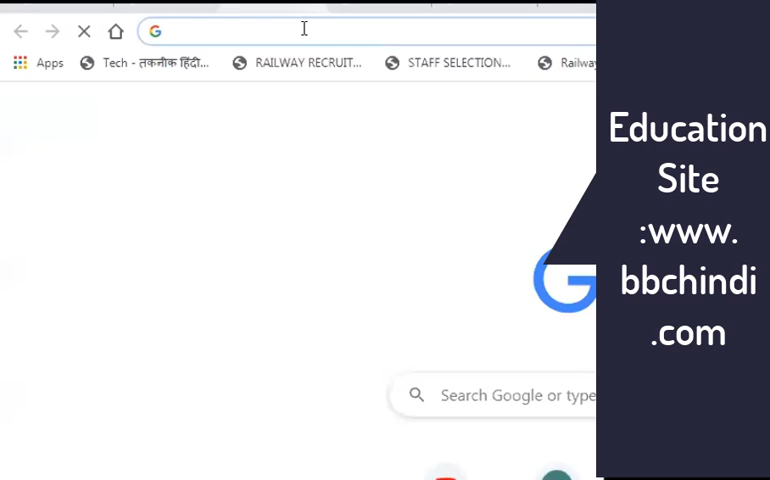 Apps
Tech - तकनीक हिंदी...
RAILWAY RECRUIT...
STAFF SELECTION...
Railway
G
Search Google or type
Education
Site
:www.
bbchindi
.com